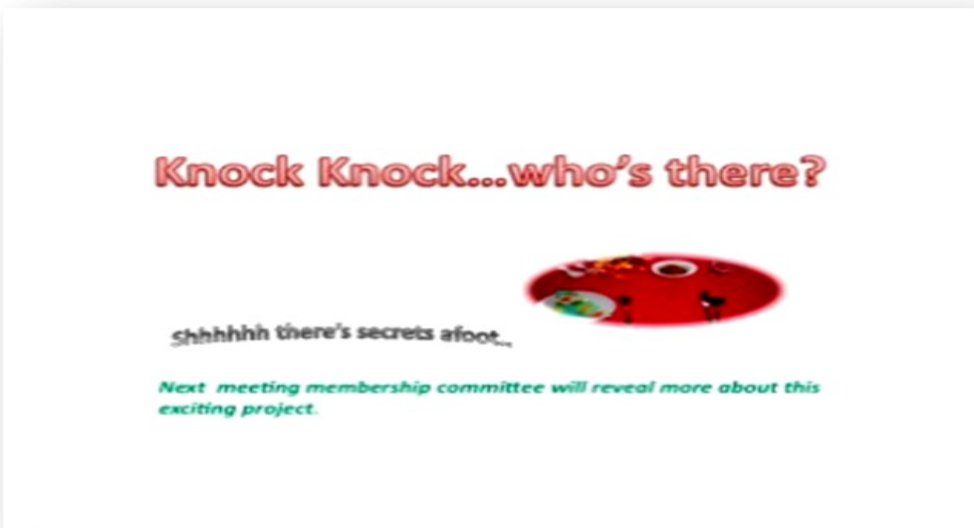 Knock Knock...who's there?
Shhhhhh there's secrets afoot...
Next meeting membership committee will reveal more about this
exciting project.